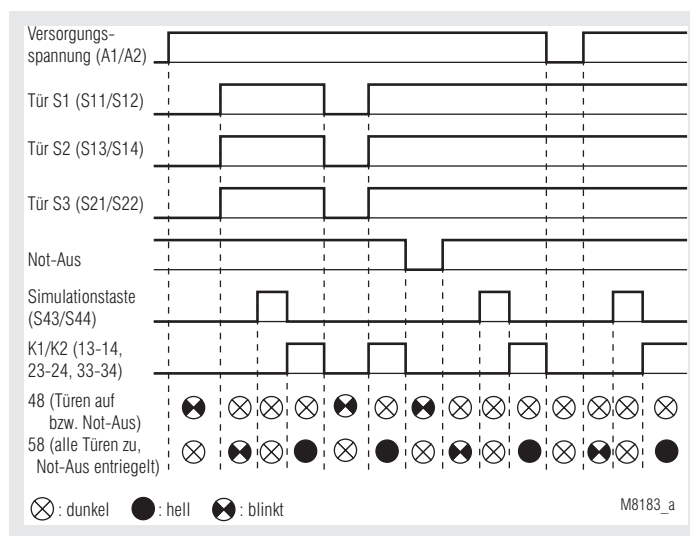 Versorgungs-
spannung (A1/A2)
Tür S1 (S11/S12)
Tür S2 (S13/S14)
Tür S3 (S21/S22)
Not-Aus
Simulationstaste
(S43/S44)
K1/K2 (13-14,
23-24, 33-34)
48 (Türen auf
bzw. Not-Aus)
58 (alle Türen zu,
Not-Aus entriegelt)
: dunkel : hell : blinkt
M8183_a